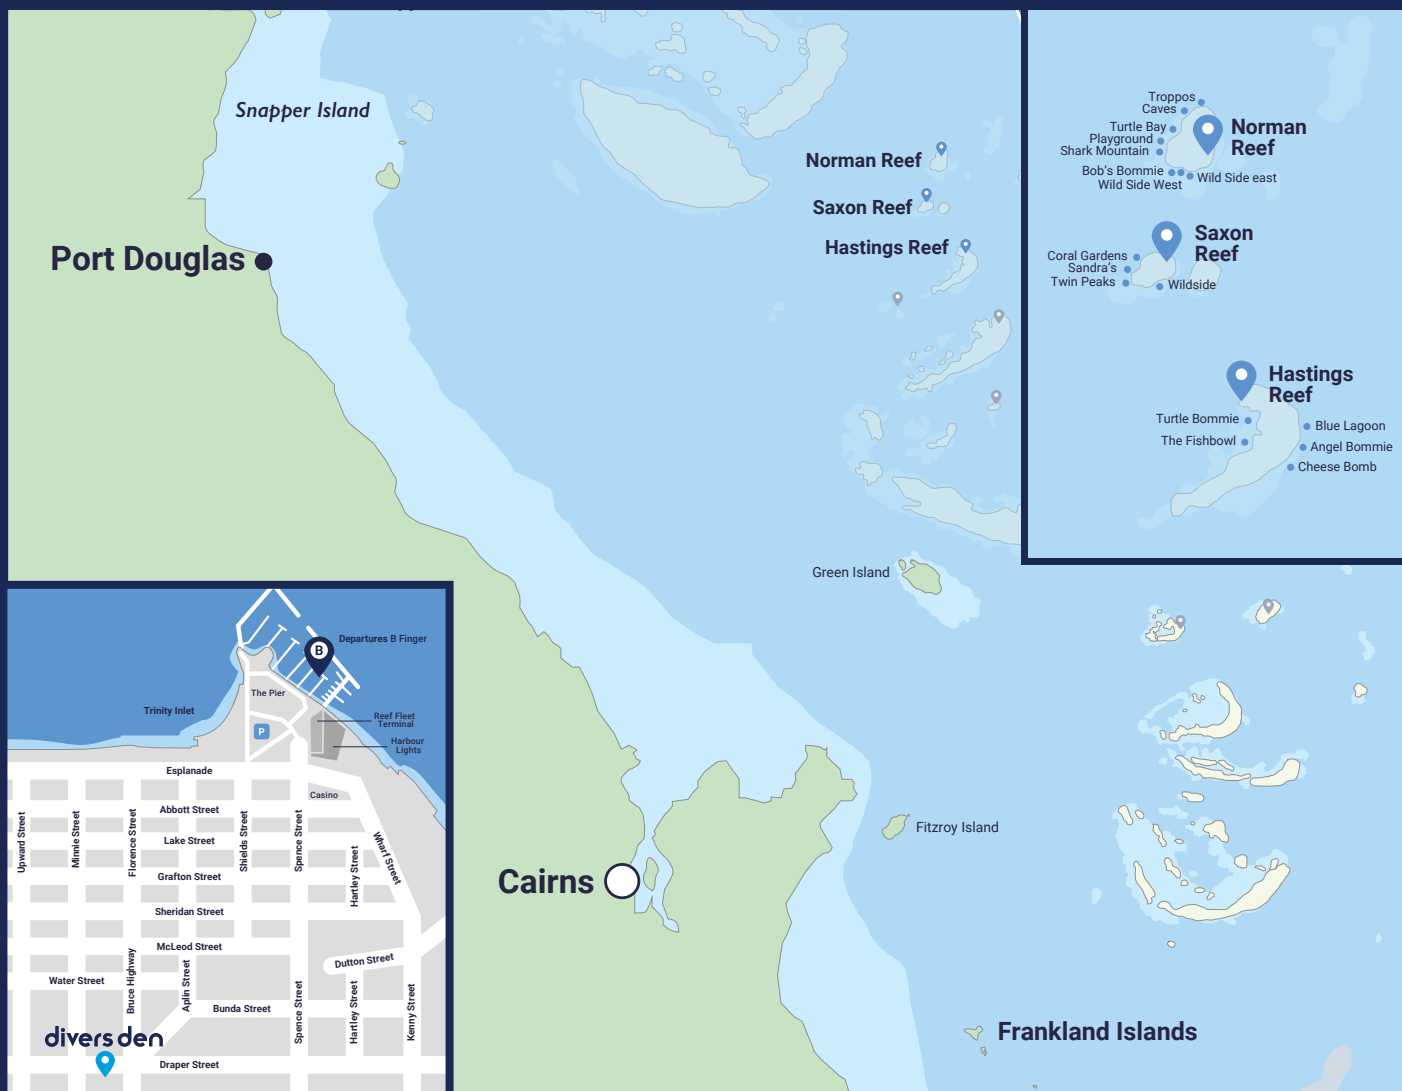 Snapper Island
Norman Reef
Saxon Reef
Hastings Reef
Port Douglas
Green Island
Cairns
Fitzroy Island
Frankland Islands
Troppos
Caves
Turtle Bay
Playground
Shark Mountain
Bob's Bommie
Wild Side West
Wild Side east
Norman
Reef
Saxon
Reef
Coral Gardens
Sandra's
Twin Peaks
Wildside
Hastings
Reef
Turtle Bommie
The Fishbowl
Blue Lagoon
Angel Bommie
Cheese Bomb
B
Departures B Finger
The Pier
Trinity Inlet
P
Reef Fleet
Terminal
Harbour
Lights
Esplanade
Casino
Abbott Street
Lake Street
Grafton Street
Sheridan Street
McLeod Street
Water Street
Bunda Street
Draper Street
Dutton Street
Upward Street
Minnie Street
Florence Street
Shields Street
Spence Street
Hartley Street
Wharf Street
Bruce Highway
Aplin Street
Spence Street
Hartley Street
Kenny Street
divers den